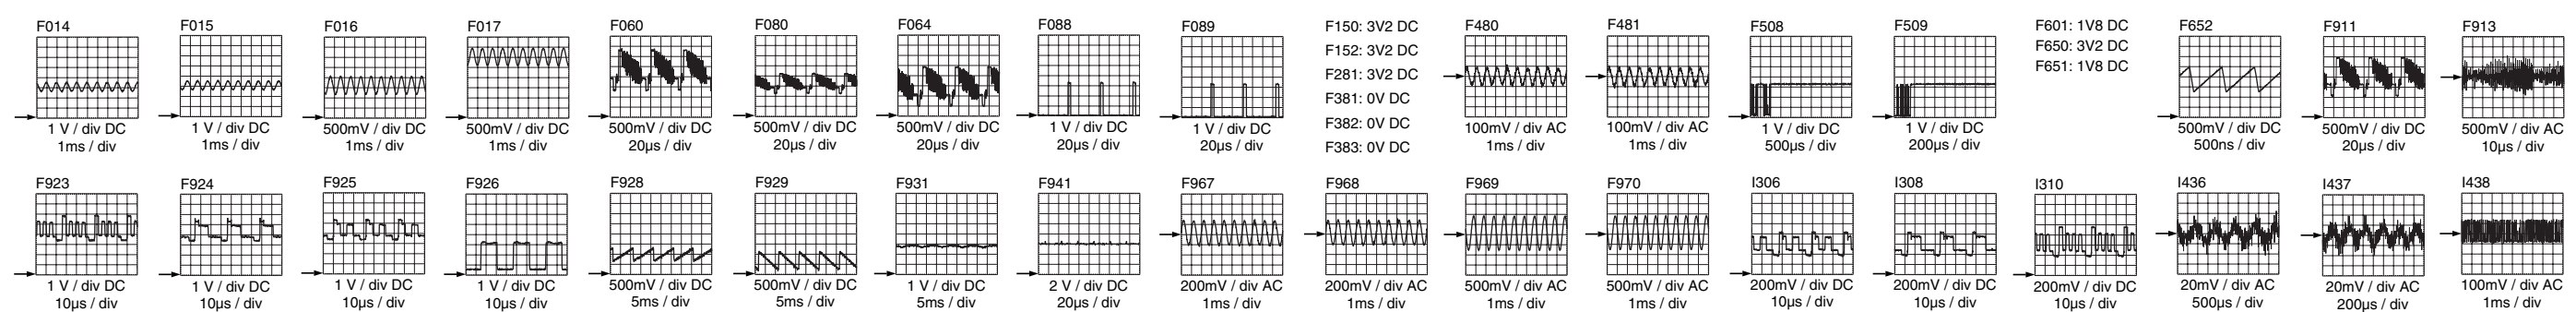 F014
1 V / div DC
1ms / div
F015
1 V / div DC
1ms / div
F016
500mV / div DC
1ms / div
F017
500mV / div DC
1ms / div
F060
500mV / div DC
20µs / div
F080
500mV / div DC
20µs / div
F064
500mV / div DC
20µs / div
F088
1 V / div DC
20µs / div
F089
1 V / div DC
20µs / div
F150: 3V2 DC
F152: 3V2 DC
F281: 3V2 DC
F381: 0V DC
F382: 0V DC
F383: 0V DC
F480
100mV / div AC
1ms / div
F481
100mV / div AC
1ms / div
F508
1 V / div DC
500µs / div
F509
1 V / div DC
200µs / div
F601: 1V8 DC
F650: 3V2 DC
F651: 1V8 DC
F652
500mV / div DC
500ns / div
F911
500mV / div DC
20µs / div
F913
500mV / div AC
10µs / div
F923
1 V / div DC
10µs / div
F924
1 V / div DC
10µs / div
F925
1 V / div DC
10µs / div
F926
1 V / div DC
10µs / div
F928
500mV / div DC
5ms / div
F929
500mV / div DC
5ms / div
F931
1 V / div DC
5ms / div
F941
2 V / div DC
20µs / div
F967
200mV / div AC
1ms / div
F968
200mV / div AC
1ms / div
F969
500mV / div AC
1ms / div
F970
500mV / div AC
1ms / div
I306
200mV / div DC
10µs / div
I308
200mV / div DC
10µs / div
I310
200mV / div DC
10µs / div
I436
20mV / div AC
500µs / div
I437
20mV / div AC
200µs / div
I438
100mV / div AC
1ms / div